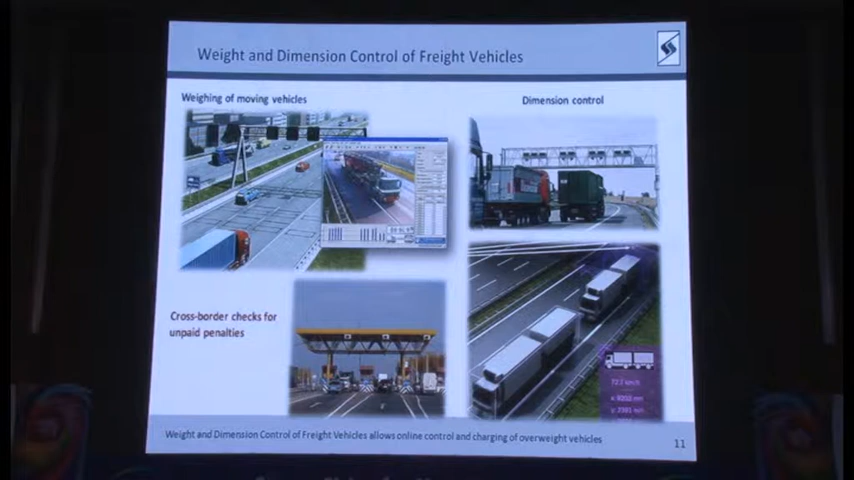 Weight and Dimension Control of Freight Vehicles
Weighing of moving vehicles
Dimension control
Cross-border checks for
unpaid penalties
Weight and Dimension Control of Freight Vehicles allows online control and charging of overweight vehicles
11